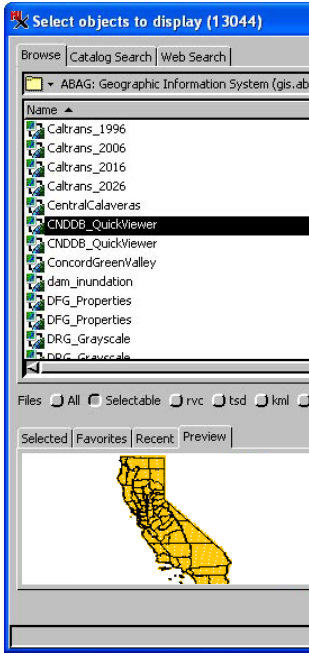 Select objects to display (13044)
Browse Catalog Search Web Search
ABAG: Geographic Information System (gis.ab
Name
Caltrans_1996
Caltrans_2006
Caltrans_2016
Caltrans_2026
CentralCalaveras
CNDDB_QuickViewer
CNDDB_QuickViewer
ConcordGreenValley
dam_inundation
DFG_Properties
DFG_Properties
DRG_Grayscale
DRG_Grayscale
Files All Selectable rvc tsd kml
Selected Favorites Recent Preview